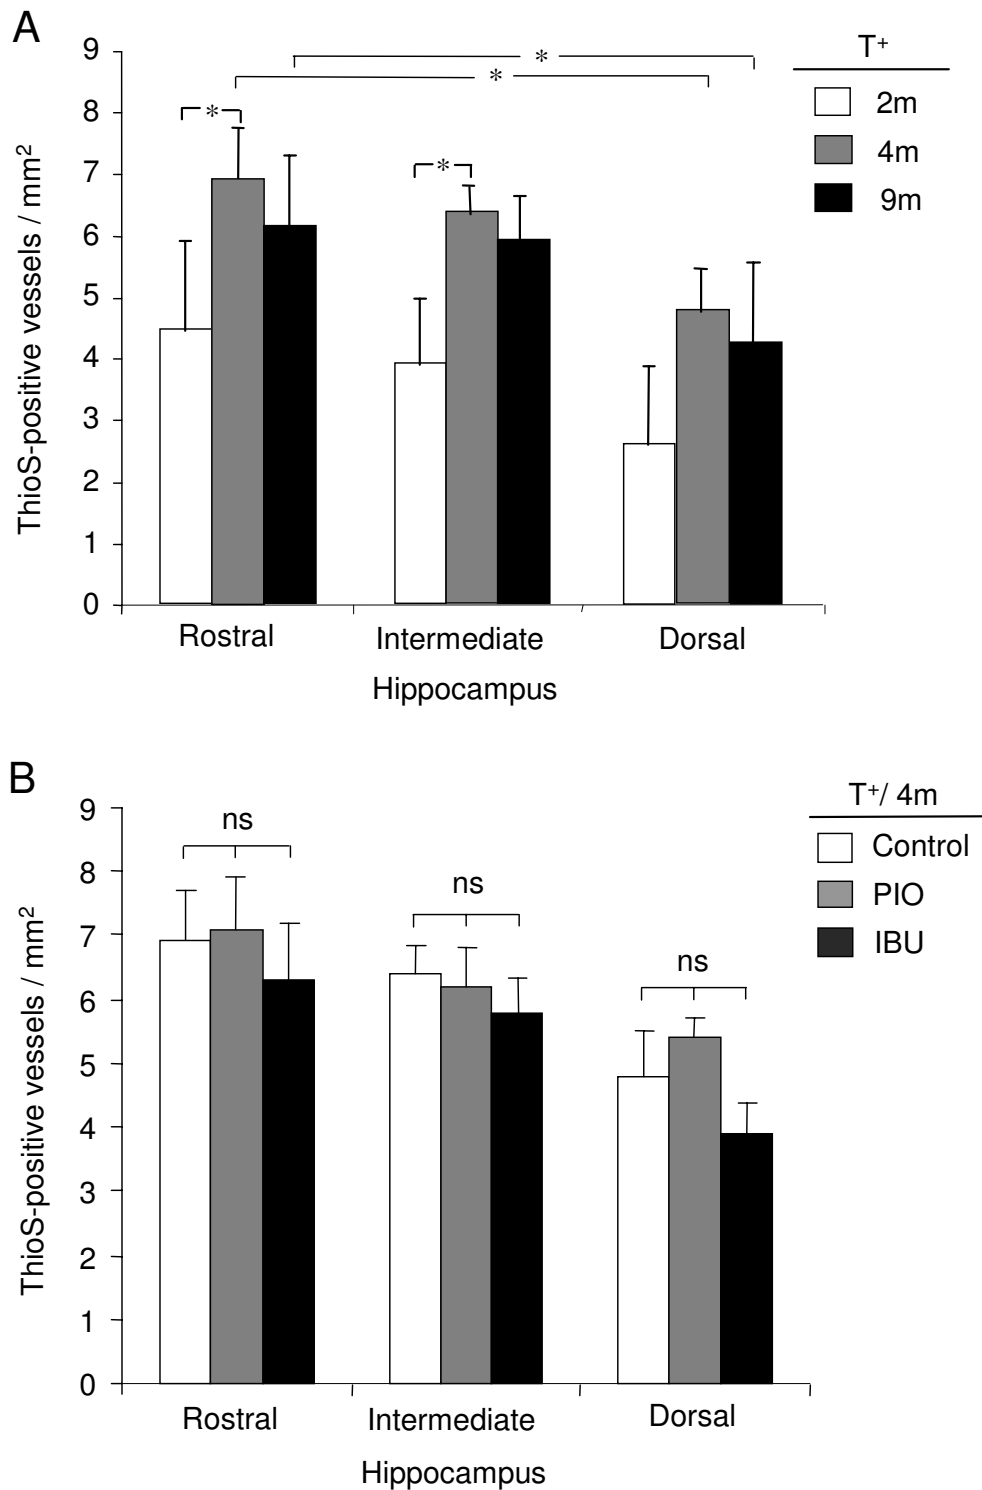 A
T⁺
2m
4m
9m
ThioS-positive vessels / mm²
9
8
7
6
5
4
3
2
1
0
*
*
*
*
Rostral Intermediate Dorsal
Hippocampus
B
T⁺/ 4m
Control
PIO
IBU
ThioS-positive vessels / mm²
9
8
7
6
5
4
3
2
1
0
ns
ns
ns
Rostral Intermediate Dorsal
Hippocampus